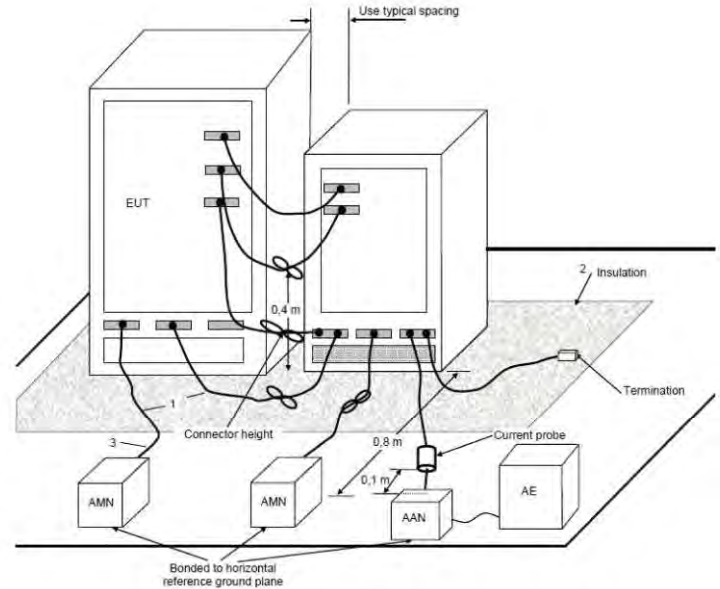 Use typical spacing
EUT
0,4 m
2
Insulation
1
Connector height
Termination
3
0,8 m
Current probe
0,1 m
AMN
AMN
AAN
AE
Bonded to horizontal
reference ground plane